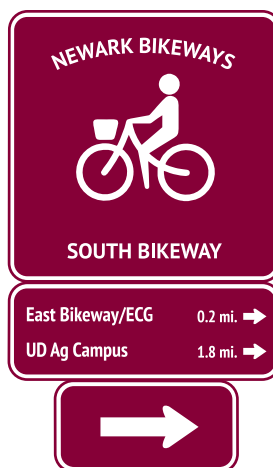 NEWARK BIKEWAYS
SOUTH BIKEWAY
East Bikeway/ECG 0.2 mi.
UD Ag Campus 1.8 mi.